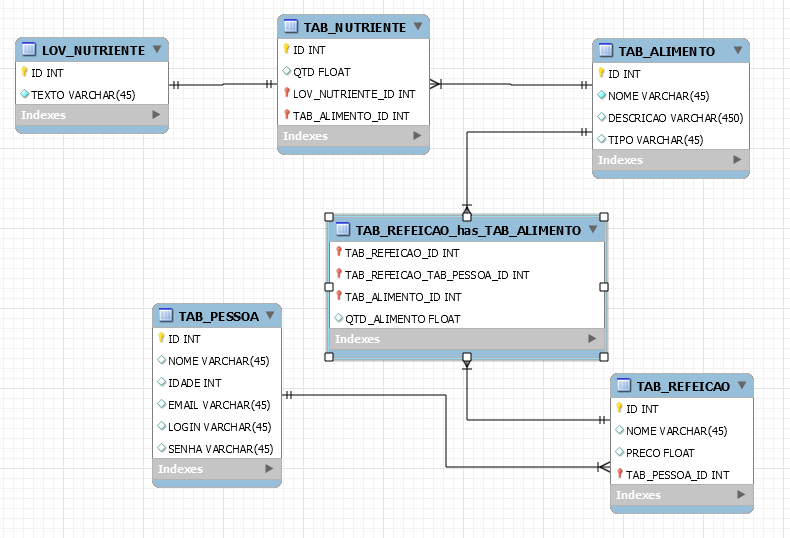 LOV_NUTRIENTE
ID INT
TEXTO VARCHAR(45)
Indexes
TAB_NUTRIENTE
ID INT
QTD FLOAT
LOV_NUTRIENTE_ID INT
TAB_ALIMENTO_ID INT
Indexes
TAB_ALIMENTO
ID INT
NOME VARCHAR(45)
DESCRICAO VARCHAR(450)
TIPO VARCHAR(45)
Indexes
TAB_REFEICAO_has_TAB_ALIMENTO
TAB_REFEICAO_ID INT
TAB_REFEICAO_TAB_PESSOA_ID INT
TAB_ALIMENTO_ID INT
QTD_ALIMENTO FLOAT
Indexes
TAB_PESSOA
ID INT
NOME VARCHAR(45)
IDADE INT
EMAIL VARCHAR(45)
LOGIN VARCHAR(45)
SENHA VARCHAR(45)
Indexes
TAB_REFEICAO
ID INT
NOME VARCHAR(45)
PRECO FLOAT
TAB_PESSOA_ID INT
Indexes